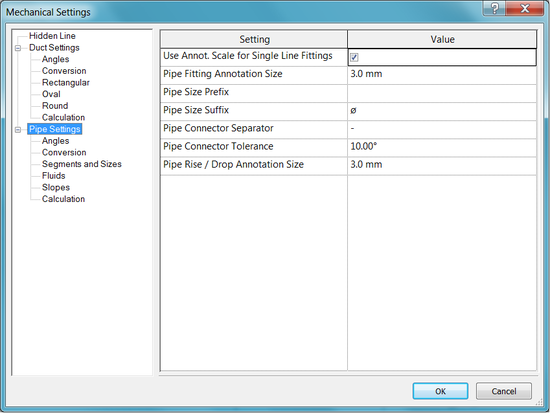 Mechanical Settings
Hidden Line
Duct Settings
Angles
Conversion
Rectangular
Oval
Round
Calculation
Pipe Settings
Angles
Conversion
Segments and Sizes
Fluids
Slopes
Calculation
Setting Value
Use Annot. Scale for Single Line Fittings
Pipe Fitting Annotation Size 3.0 mm
Pipe Size Prefix
Pipe Size Suffix ø
Pipe Connector Separator -
Pipe Connector Tolerance 10.00°
Pipe Rise / Drop Annotation Size 3.0 mm
OK Cancel